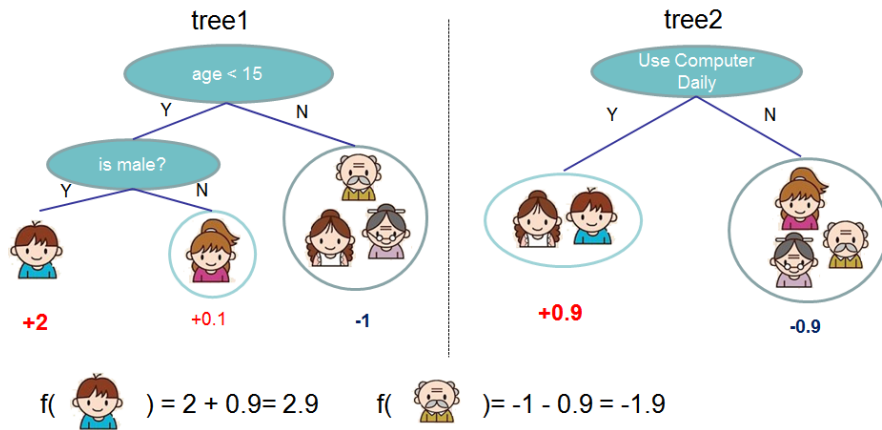 tree1
tree2
age < 15
Use Computer
Daily
Y
N
Y
N
is male?
Y
N
+2
+0.1
-1
+0.9
-0.9
f( ) = 2 + 0.9= 2.9
f( )= -1 - 0.9 = -1.9